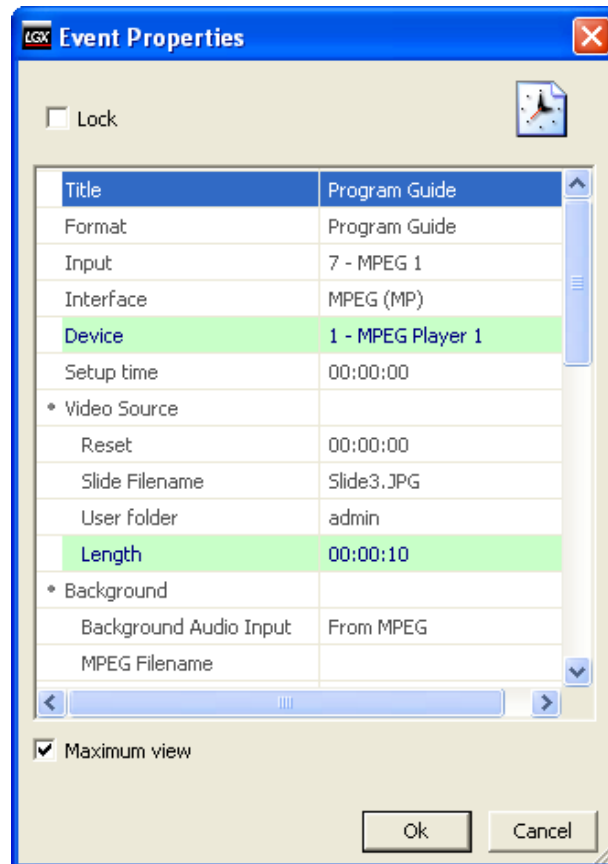 LGX Event Properties
Lock
Title Program Guide
Format Program Guide
Input 7 - MPEG 1
Interface MPEG (MP)
Device 1 - MPEG Player 1
Setup time 00:00:00
• Video Source
Reset 00:00:00
Slide Filename Slide3.JPG
User folder admin
Length 00:00:10
• Background
Background Audio Input From MPEG
MPEG Filename
Maximum view
Ok Cancel